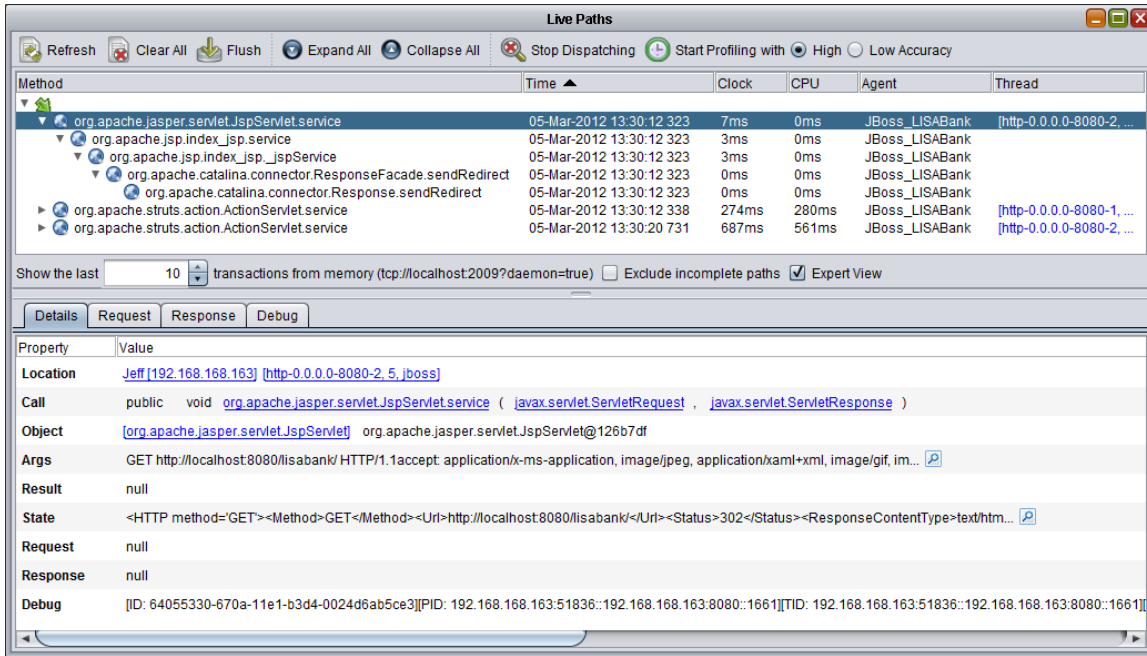 Live Paths
Refresh Clear All Flush Expand All Collapse All Stop Dispatching Start Profiling with High Low Accuracy
Method Time Clock CPU Agent Thread
org.apache.jasper.servlet.JspServlet.service 05-Mar-2012 13:30:12 323 7ms 0ms JBoss_LISABank [http-0.0.0.0-8080-2, ...
org.apache.jsp.index_jsp.service 05-Mar-2012 13:30:12 323 3ms 0ms JBoss_LISABank
org.apache.jsp.index_jsp._jspService 05-Mar-2012 13:30:12 323 3ms 0ms JBoss_LISABank
org.apache.catalina.connector.ResponseFacade.sendRedirect 05-Mar-2012 13:30:12 323 0ms 0ms JBoss_LISABank
org.apache.catalina.connector.Response.sendRedirect 05-Mar-2012 13:30:12 323 0ms 0ms JBoss_LISABank
org.apache.struts.action.ActionServlet.service 05-Mar-2012 13:30:12 338 274ms 280ms JBoss_LISABank [http-0.0.0.0-8080-1, ...
org.apache.struts.action.ActionServlet.service 05-Mar-2012 13:30:20 731 687ms 561ms JBoss_LISABank [http-0.0.0.0-8080-2, ...
Show the last 10 transactions from memory (tcp://localhost:2009?daemon=true) Exclude incomplete paths Expert View
Details Request Response Debug
Property Value
Location Jeff [192.168.168.163] [http-0.0.0.0-8080-2, 5, jboss]
Call public void org.apache.jasper.servlet.JspServlet.service ( javax.servlet.ServletRequest , javax.servlet.ServletResponse )
Object [org.apache.jasper.servlet.JspServlet] org.apache.jasper.servlet.JspServlet@126b7df
Args GET http://localhost:8080/lisabank/ HTTP/1.1accept: application/x-ms-application, image/jpeg, application/xaml+xml, image/gif, im...
Result null
State <HTTP method='GET'><Method>GET</Method><Url>http://localhost:8080/lisabank/</Url><Status>302</Status><ResponseContentType>text/htm...
Request null
Response null
Debug [ID: 64055330-670a-11e1-b3d4-0024d6ab5ce3][PID: 192.168.168.163:51836::192.168.168.163:8080::1661][TID: 192.168.168.163:51836::192.168.168.163:8080::1661][